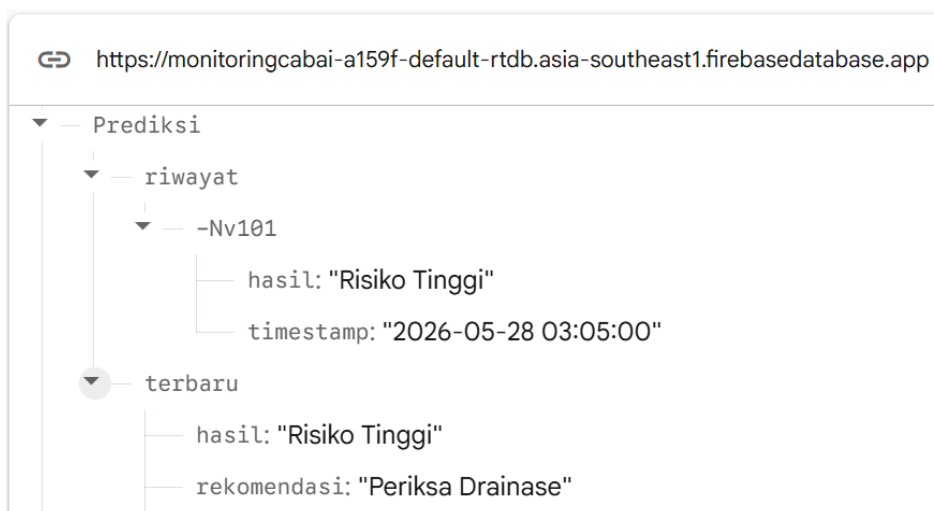 https://monitoringcabai-a159f-default-rtdb.asia-southeast1.firebasedatabase.app
Prediksi
riwayat
-Nv101
hasil: "Risiko Tinggi"
timestamp: "2026-05-28 03:05:00"
terbaru
hasil: "Risiko Tinggi"
rekomendasi: "Periksa Drainase"